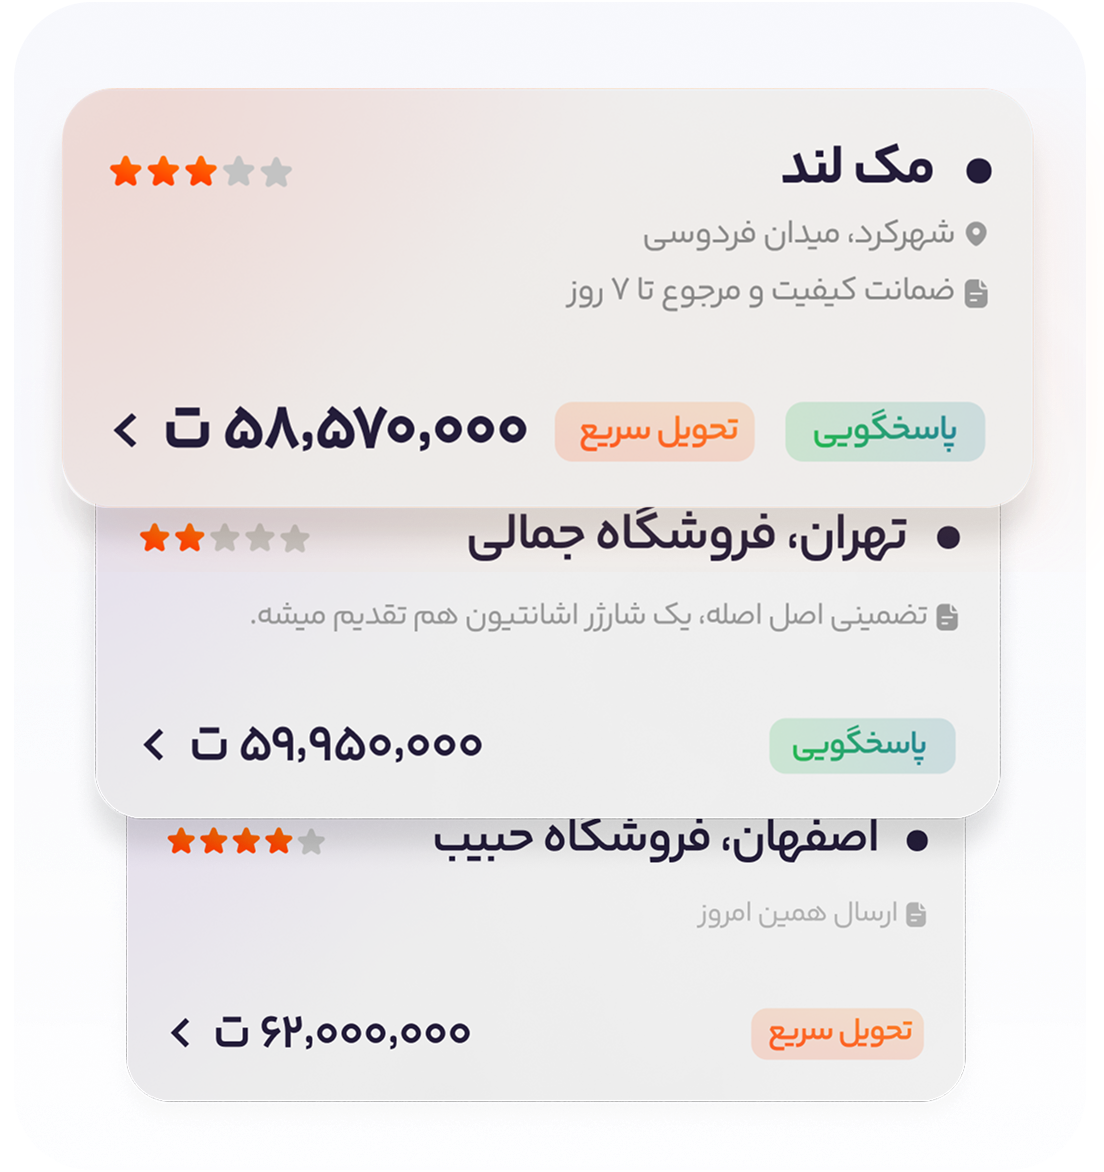 مک لند
شهرکرد، میدان فردوسی
ضمانت کیفیت و مرجوع تا ۷ روز
پاسخگویی تحویل سریع ۵۸,۵۷۰,۰۰۰ ت
تهران، فروشگاه جمالی
تضمینی اصل اصله، یک شارژر اشانتیون هم تقدیم میشه.
پاسخگویی ۵۹,۹۵۰,۰۰۰ ت
اصفهان، فروشگاه حبیب
ارسال همین امروز
تحویل سریع ۶۲,۰۰۰,۰۰۰ ت